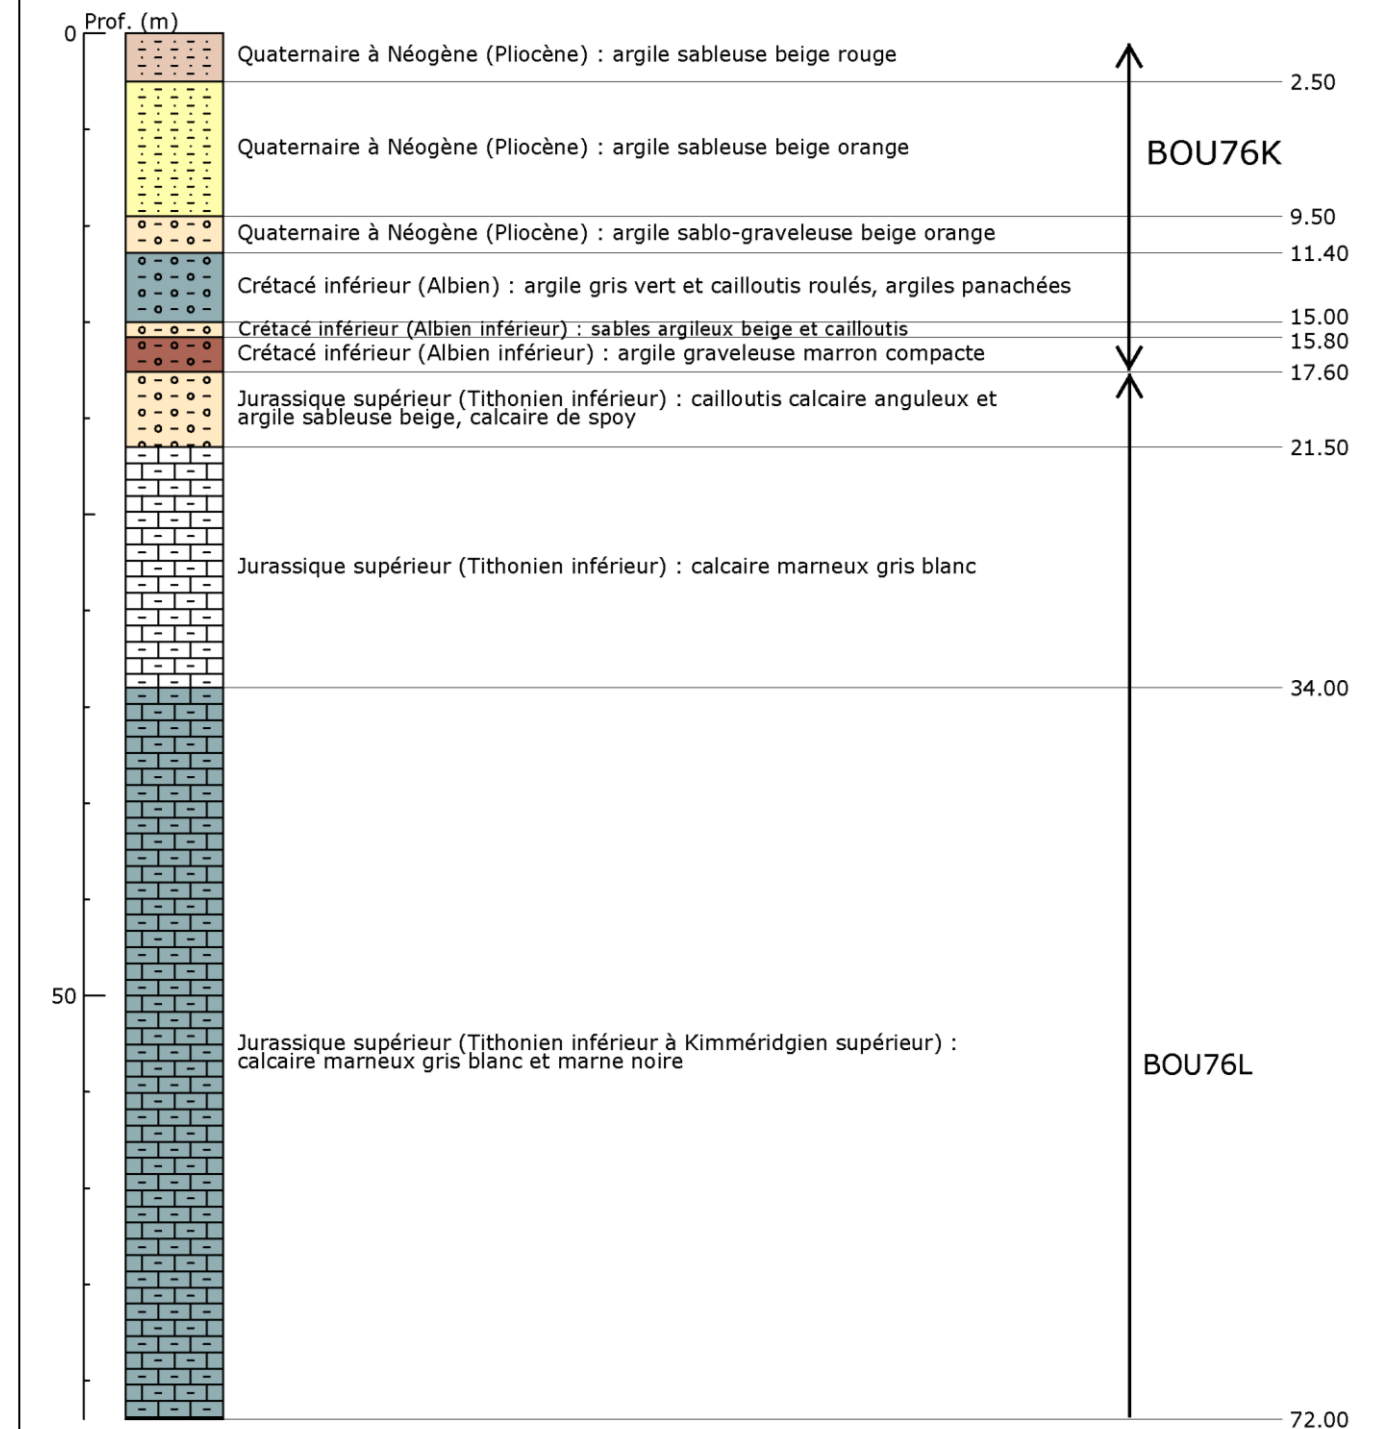 Prof. (m)
0
Quaternaire à Néogène (Pliocène) : argile sableuse beige rouge
2.50
Quaternaire à Néogène (Pliocène) : argile sableuse beige orange
BOU76K
9.50
Quaternaire à Néogène (Pliocène) : argile sablo-graveleuse beige orange
11.40
Crétacé inférieur (Albien) : argile gris vert et cailloutis roulés, argiles panachées
15.00
Crétacé inférieur (Albien inférieur) : sables argileux beige et cailloutis
15.80
Crétacé inférieur (Albien inférieur) : argile graveleuse marron compacte
17.60
Jurassique supérieur (Tithonien inférieur) : cailloutis calcaire anguleux et
argile sableuse beige, calcaire de spoy
21.50
Jurassique supérieur (Tithonien inférieur) : calcaire marneux gris blanc
34.00
50
Jurassique supérieur (Tithonien inférieur à Kimméridgien supérieur) :
calcaire marneux gris blanc et marne noire
BOU76L
72.00